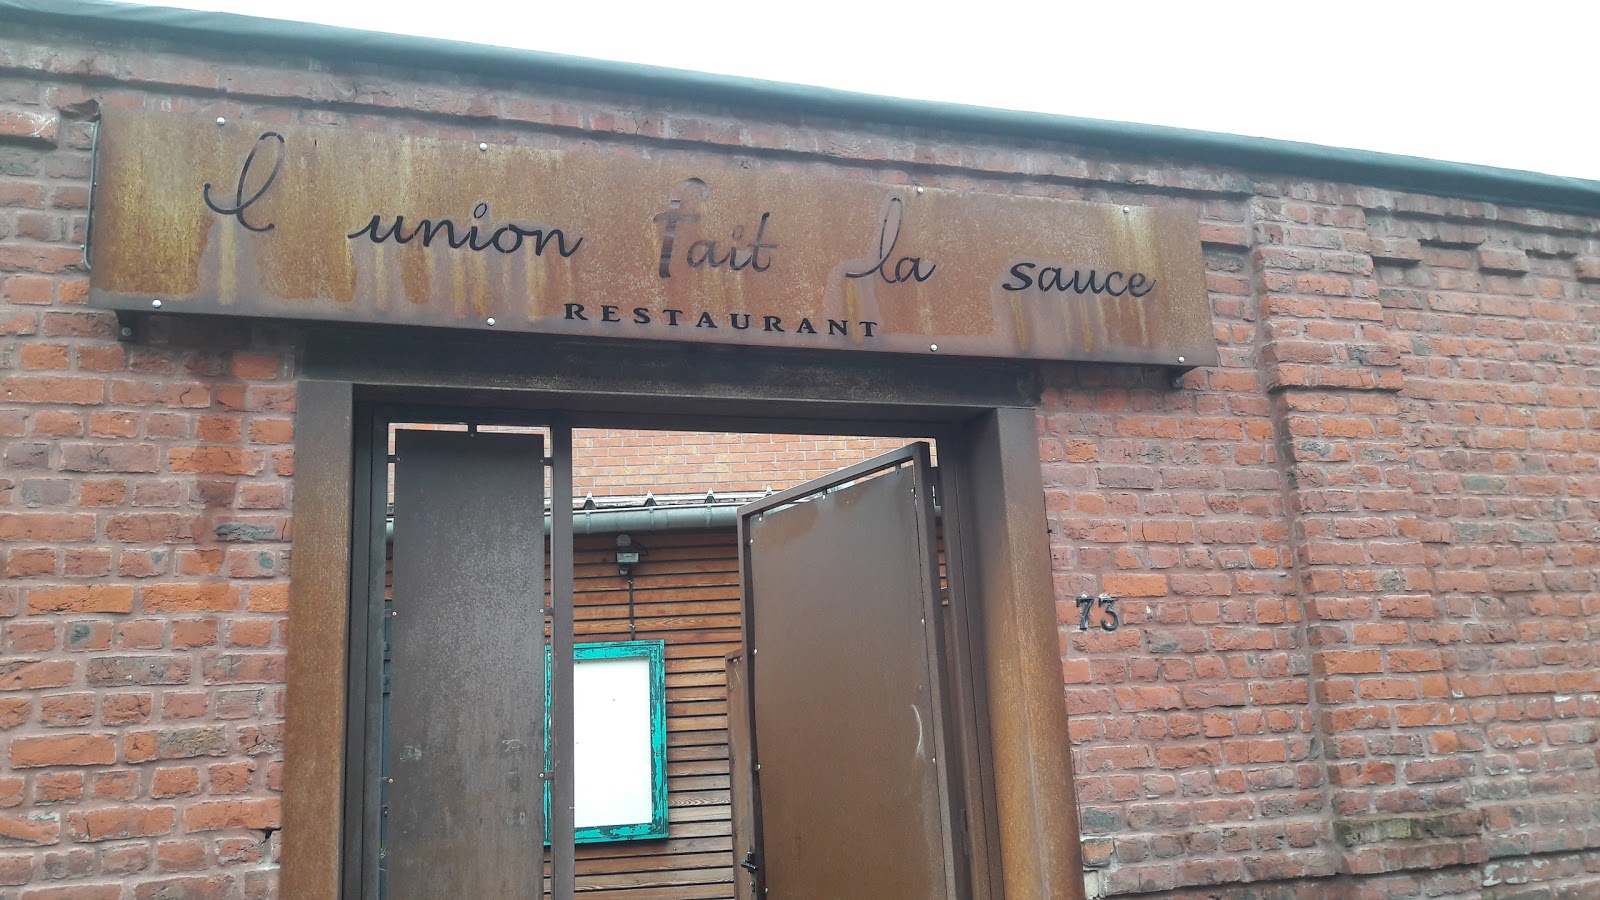 l union fait la sauce
RESTAURANT
73